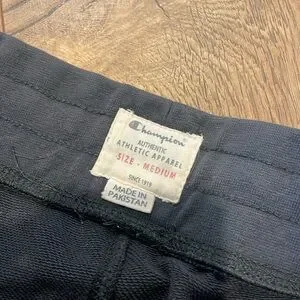 Champion
AUTHENTIC
ATHLETIC APPAREL
SIZE - MEDIUM
SINCE 1919
MADE IN
PAKISTAN